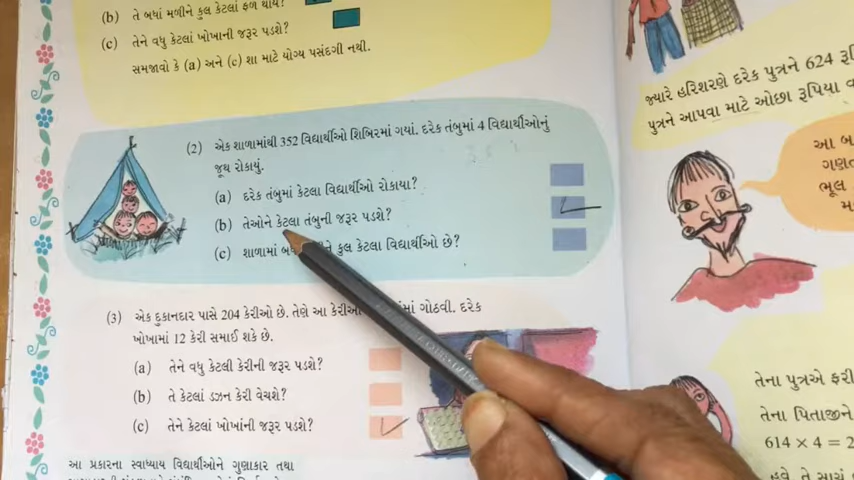 (b) તે બધાં મળીને કુલ કેટલાં ફળ થાય?
(c) તેને વધુ કેટલાં ખોખાની જરૂર પડશે?
સમજાવો કે (a) અને (c) શા માટે યોગ્ય પસંદગી નથી.
(2) એક શાળામાંથી 352 વિદ્યાર્થીઓ શિબિરમાં ગયાં. દરેક તંબુમાં 4 વિદ્યાર્થીઓનું
જૂથ રોકાયું.
(a) દરેક તંબુમાં કેટલા વિદ્યાર્થીઓ રોકાયા?
(b) તેઓને કેટલા તંબુની જરૂર પડશે?
(c) શાળામાં કુલ કેટલા વિદ્યાર્થીઓ છે?
(3) એક દુકાનદાર પાસે 204 કેરીઓ છે. તેણે આ ગોઠવી. દરેક
ખોખામાં 12 કેરી સમાઈ શકે છે.
(a) તેને વધુ કેટલી કેરીની જરૂર પડશે?
(b) તે કેટલાં ડઝન કેરી વેચશે?
(c) તેને કેટલાં ખોખાંની જરૂર પડશે?
આ પ્રકારના સ્વાધ્યાય વિદ્યાર્થીઓને ગુણાકાર તથા
જ્યારે હરિશરણે દરેક પુત્રને 624 રૂ
પુત્રને આપવા માટે ઓછા રૂપિયા
આ બ
ગણત
ભૂલ
મ
તેના પુત્રએ ફરી
તેના પિતાજીને
614 × 4 = 2
હવે તે સાચં